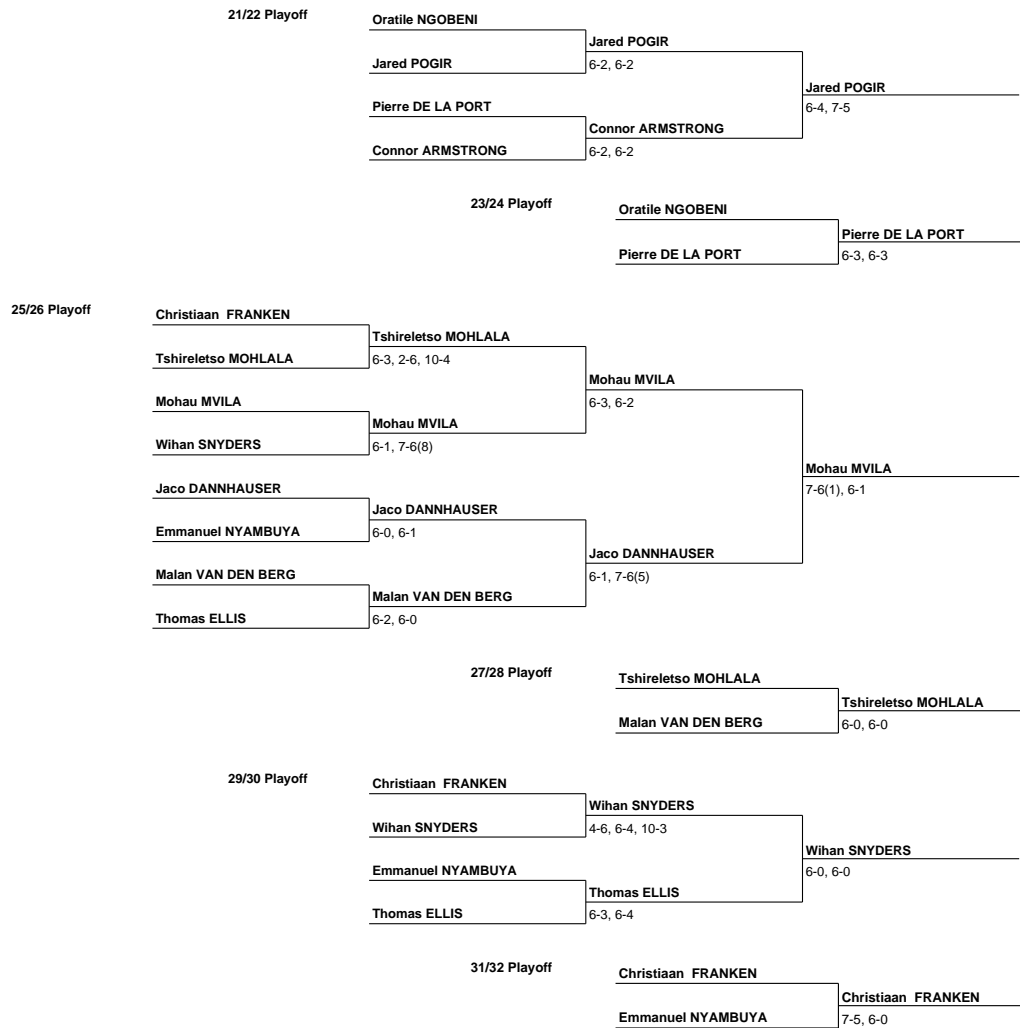 21/22 Playoff
Oratile NGOBENI
Jared POGIR
Jared POGIR
6-2, 6-2
Jared POGIR
6-4, 7-5
Pierre DE LA PORT
Connor ARMSTRONG
Connor ARMSTRONG
6-2, 6-2
23/24 Playoff
Oratile NGOBENI
Pierre DE LA PORT
Pierre DE LA PORT
6-3, 6-3
25/26 Playoff
Christiaan  FRANKEN
Tshireletso MOHLALA
Tshireletso MOHLALA
6-3, 2-6, 10-4
Mohau MVILA
6-3, 6-2
Mohau MVILA
Mohau MVILA
Wihan SNYDERS
6-1, 7-6(8)
Mohau MVILA
7-6(1), 6-1
Jaco DANNHAUSER
Jaco DANNHAUSER
Emmanuel NYAMBUYA
6-0, 6-1
Jaco DANNHAUSER
6-1, 7-6(5)
Malan VAN DEN BERG
Malan VAN DEN BERG
Thomas ELLIS
6-2, 6-0
27/28 Playoff
Tshireletso MOHLALA
Tshireletso MOHLALA
Malan VAN DEN BERG
6-0, 6-0
29/30 Playoff
Christiaan  FRANKEN
Wihan SNYDERS
Wihan SNYDERS
4-6, 6-4, 10-3
Wihan SNYDERS
6-0, 6-0
Emmanuel NYAMBUYA
Thomas ELLIS
Thomas ELLIS
6-3, 6-4
31/32 Playoff
Christiaan  FRANKEN
Christiaan  FRANKEN
Emmanuel NYAMBUYA
7-5, 6-0